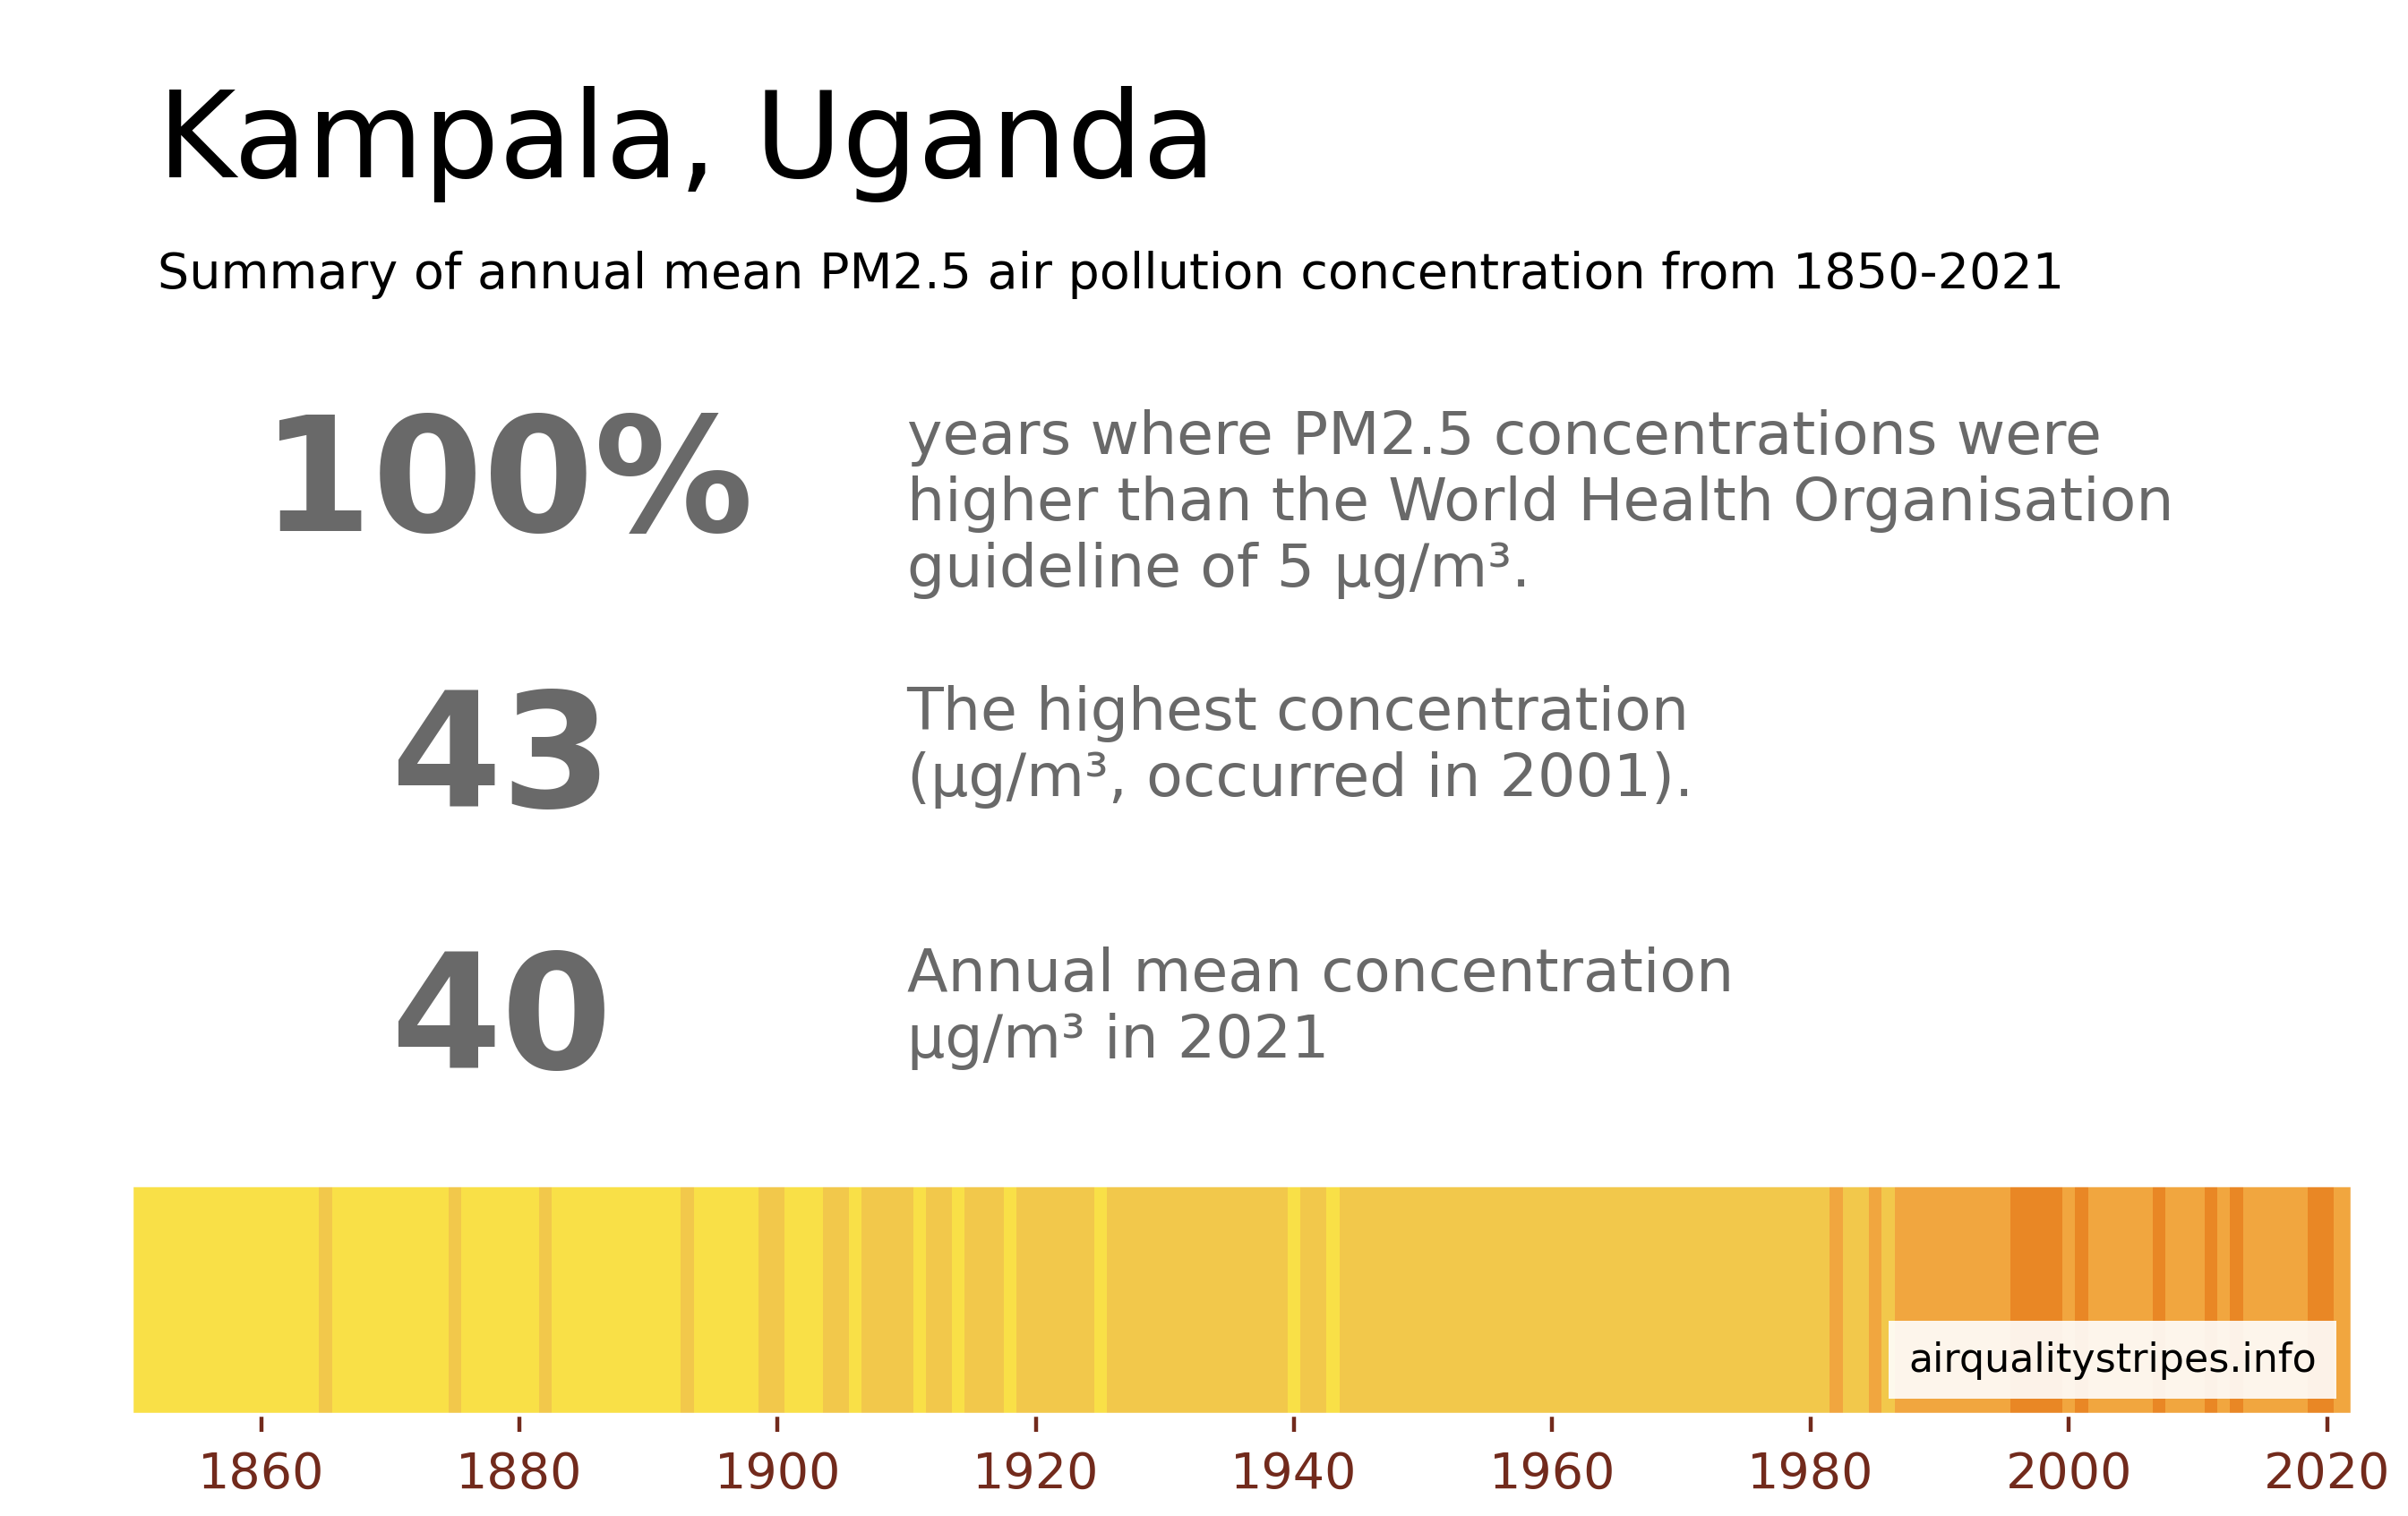 Kampala, Uganda
Summary of annual mean PM2.5 air pollution concentration from 1850-2021
100%
years where PM2.5 concentrations were
higher than the World Health Organisation
guideline of 5 µg/m³.
43
The highest concentration
(µg/m³, occurred in 2001).
40
Annual mean concentration
µg/m³ in 2021
airqualitystripes.info
1860 1880 1900 1920 1940 1960 1980 2000 2020